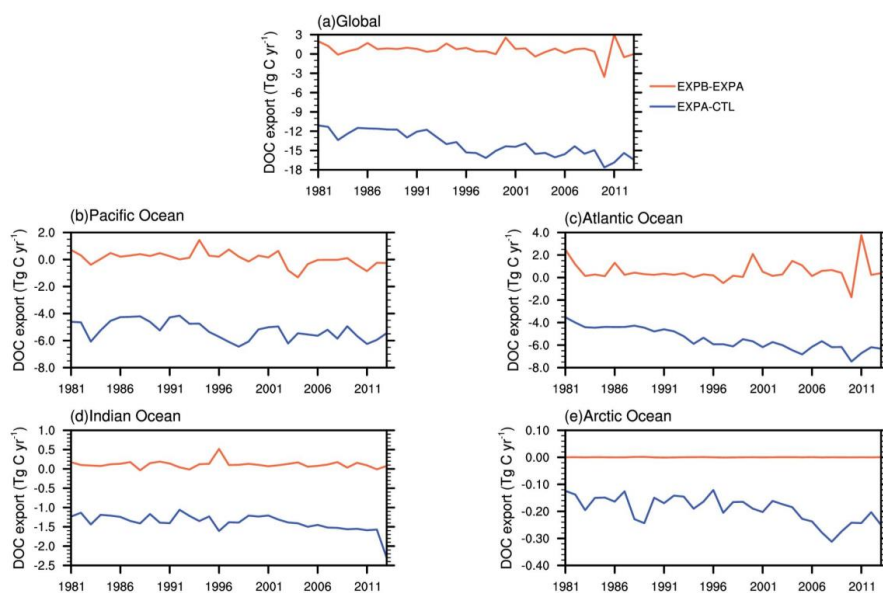 (a)Global
DOC export (Tg C yr⁻¹)
3
0
-3
-6
-9
-12
-15
-18
1981 1986 1991 1996 2001 2006 2011
EXPB-EXPA
EXPA-CTL
(b)Pacific Ocean
DOC export (Tg C yr⁻¹)
2.0
0.0
-2.0
-4.0
-6.0
-8.0
1981 1986 1991 1996 2001 2006 2011
(c)Atlantic Ocean
DOC export (Tg C yr⁻¹)
4.0
2.0
0.0
-2.0
-4.0
-6.0
-8.0
1981 1986 1991 1996 2001 2006 2011
(d)Indian Ocean
DOC export (Tg C yr⁻¹)
1.0
0.5
0.0
-0.5
-1.0
-1.5
-2.0
-2.5
1981 1986 1991 1996 2001 2006 2011
(e)Arctic Ocean
DOC export (Tg C yr⁻¹)
0.10
0.00
-0.10
-0.20
-0.30
-0.40
1981 1986 1991 1996 2001 2006 2011